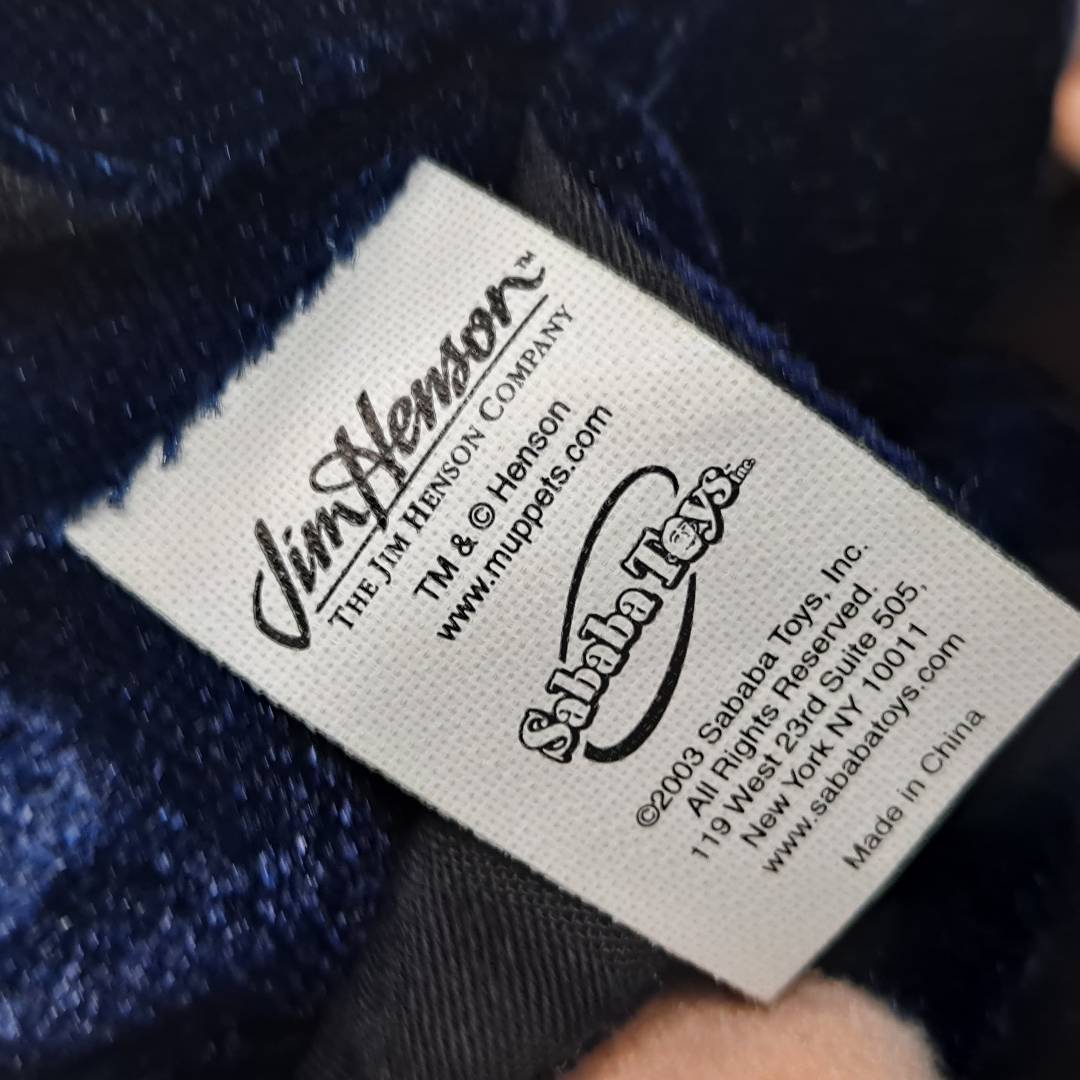 Jim Henson™
THE JIM HENSON COMPANY
TM & © Henson
www.muppets.com
Sababa Toys Inc.
©2003 Sababa Toys, Inc.
All Rights Reserved.
119 West 23rd Suite 505,
New York NY 10011
www.sababatoys.com
Made in China